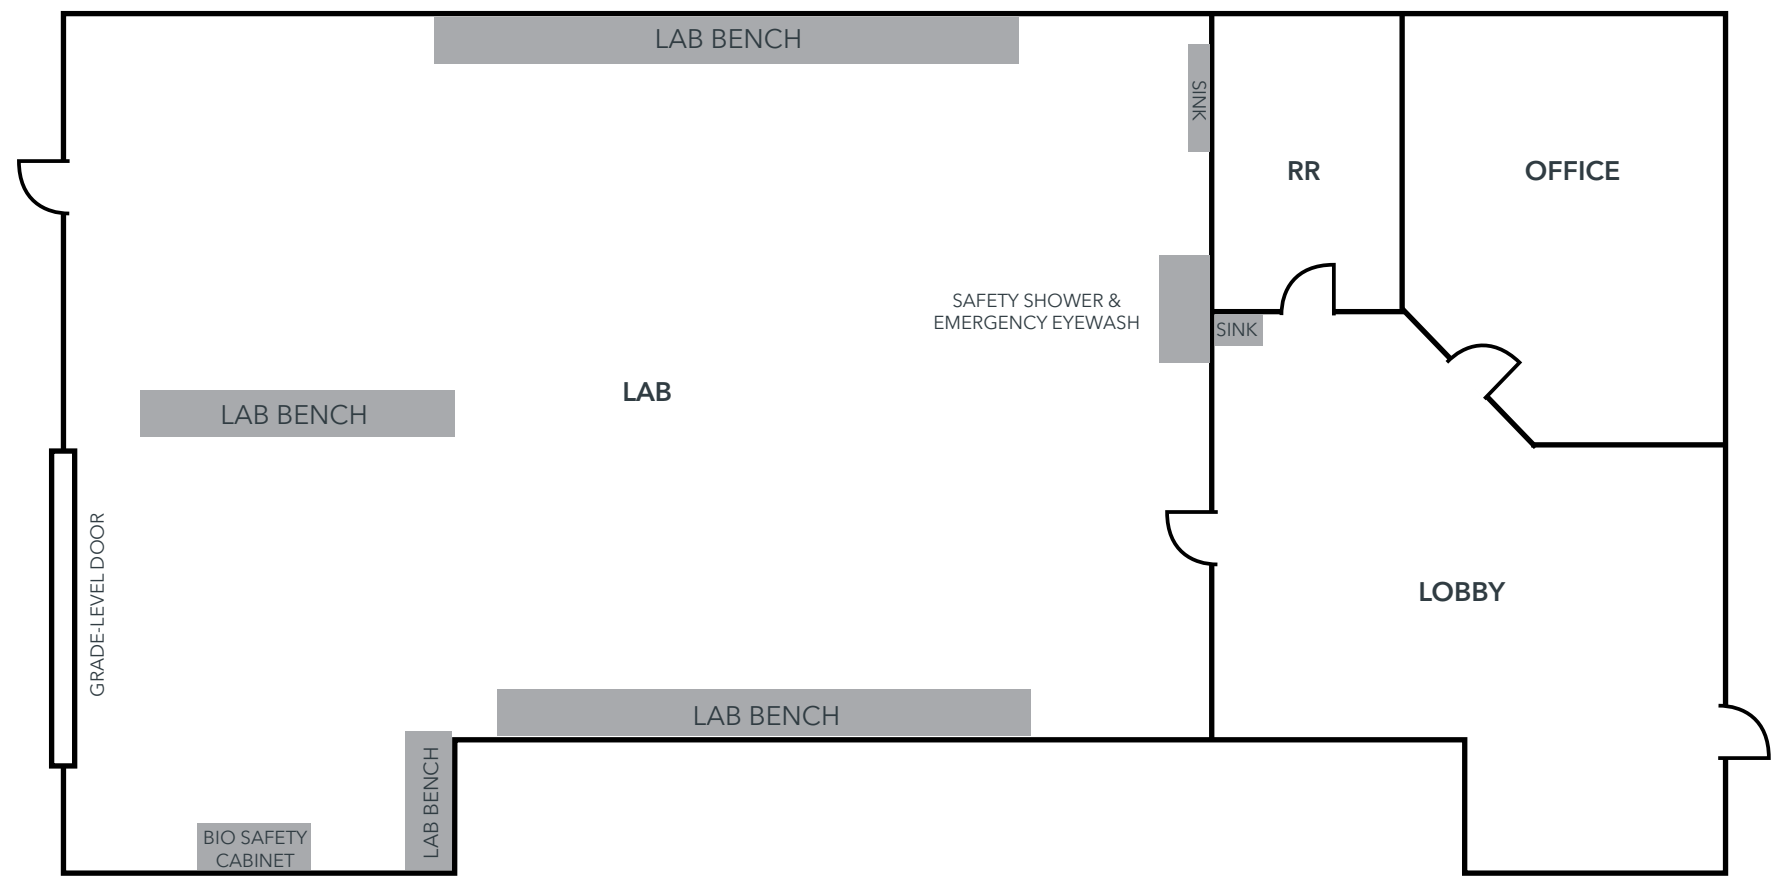 LAB BENCH
SINK
RR
OFFICE
SAFETY SHOWER &
EMERGENCY EYEWASH
SINK
LAB
LAB BENCH
GRADE-LEVEL DOOR
LOBBY
LAB BENCH
LAB BENCH
BIO SAFETY
CABINET